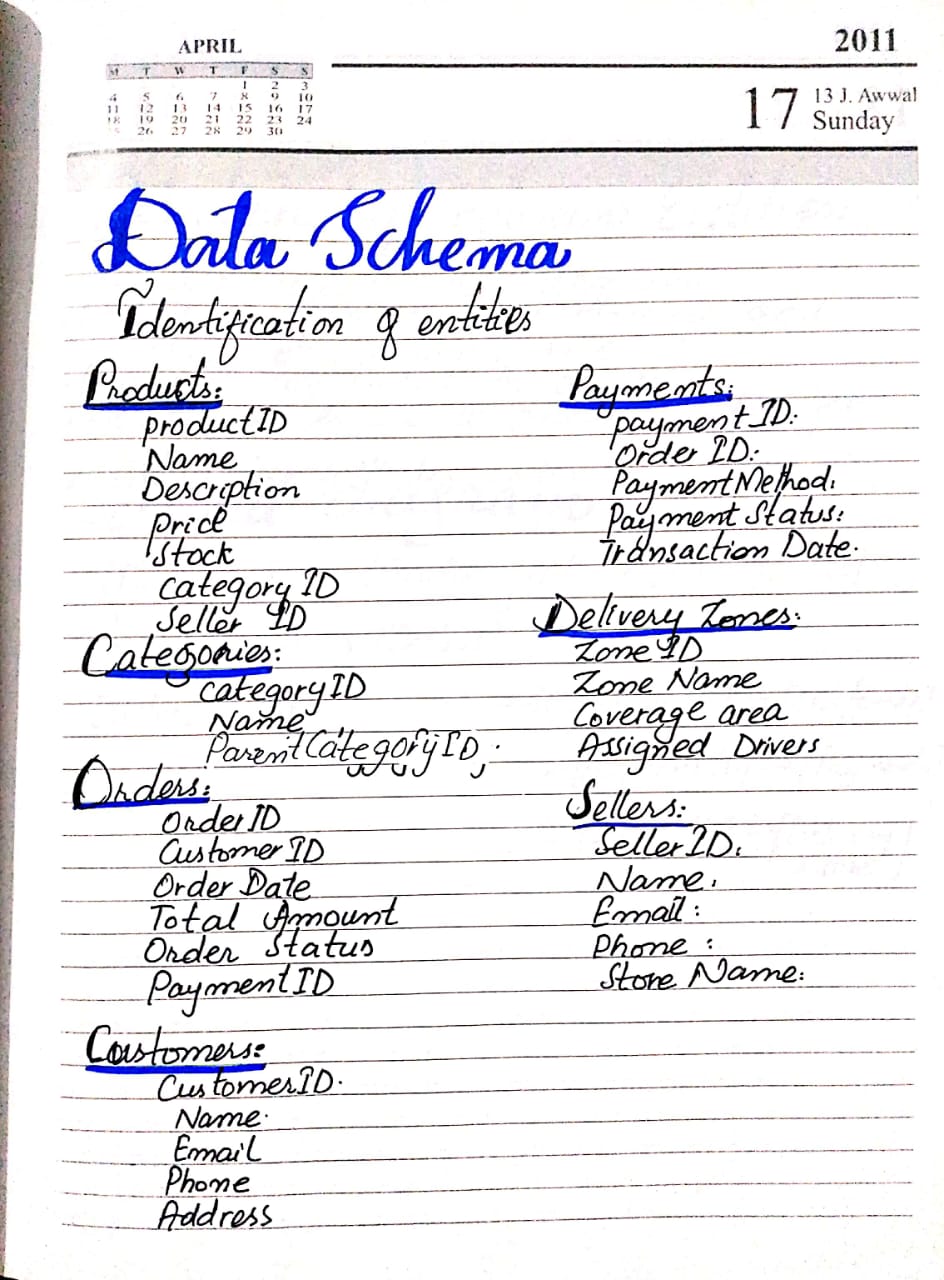 APRIL
M T W T F S S
1 2 3
4 5 6 7 8 9 10
11 12 13 14 15 16 17
18 19 20 21 22 23 24
26 27 28 29 30
2011
17 13 J. Awwal
Sunday
Data Schema
Identification of entities
Products:
productID
Name
Description
Price
Stock
Category ID
Seller ID
Categories:
CategoryID
Name
ParentCategoryID
Orders:
OrderID
CustomerID
Order Date
Total Amount
Order Status
PaymentID
Customers:
CustomerID.
Name.
Email
Phone
Address
Payments:
payment ID:
Order ID:
PaymentMethod.
Payment Status:
Transaction Date.
Delivery Zones:
Zone ID
Zone Name
Coverage area
Assigned Drivers
Sellers:
SellerID.
Name.
Email:
Phone:
Store Name: